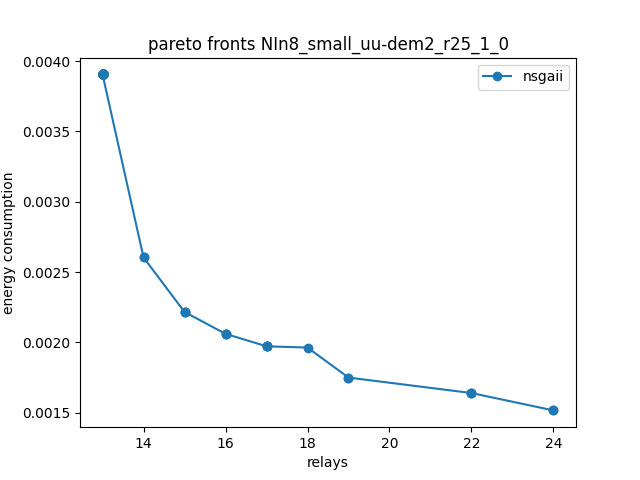 pareto fronts NIn8_small_uu-dem2_r25_1_0
nsgaii
energy consumption
0.0040
0.0035
0.0030
0.0025
0.0020
0.0015
14 16 18 20 22 24
relays